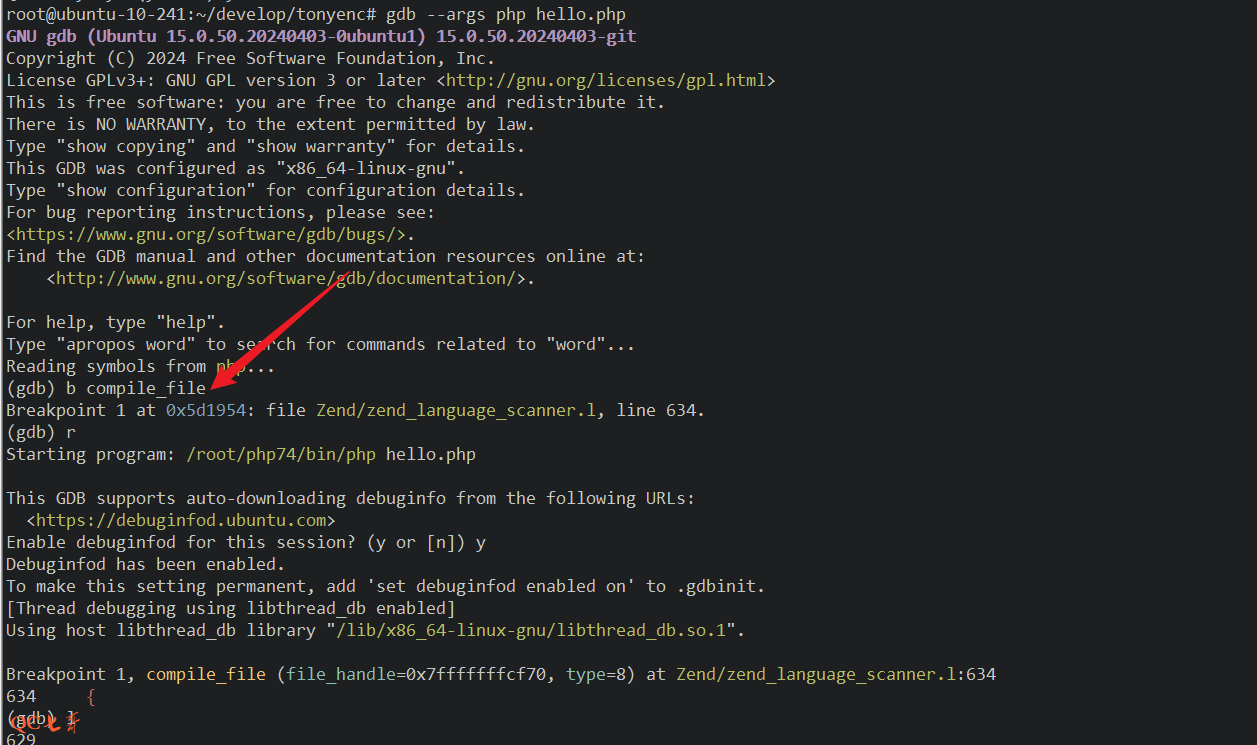 root@ubuntu-10-241:~/develop/tonyenc# gdb --args php hello.php
GNU gdb (Ubuntu 15.0.50.20240403-0ubuntu1) 15.0.50.20240403-git
Copyright (C) 2024 Free Software Foundation, Inc.
License GPLv3+: GNU GPL version 3 or later <http://gnu.org/licenses/gpl.html>
This is free software: you are free to change and redistribute it.
There is NO WARRANTY, to the extent permitted by law.
Type "show copying" and "show warranty" for details.
This GDB was configured as "x86_64-linux-gnu".
Type "show configuration" for configuration details.
For bug reporting instructions, please see:
<https://www.gnu.org/software/gdb/bugs/>.
Find the GDB manual and other documentation resources online at:
    <http://www.gnu.org/software/gdb/documentation/>.

For help, type "help".
Type "apropos word" to search for commands related to "word"...
Reading symbols from php...
(gdb) b compile_file
Breakpoint 1 at 0x5d1954: file Zend/zend_language_scanner.l, line 634.
(gdb) r
Starting program: /root/php74/bin/php hello.php

This GDB supports auto-downloading debuginfo from the following URLs:
  <https://debuginfod.ubuntu.com>
Enable debuginfod for this session? (y or [n]) y
Debuginfod has been enabled.
To make this setting permanent, add 'set debuginfod enabled on' to .gdbinit.
[Thread debugging using libthread_db enabled]
Using host libthread_db library "/lib/x86_64-linux-gnu/libthread_db.so.1".

Breakpoint 1, compile_file (file_handle=0x7fffffffcf70, type=8) at Zend/zend_language_scanner.l:634
634     {
(gdb) l
629